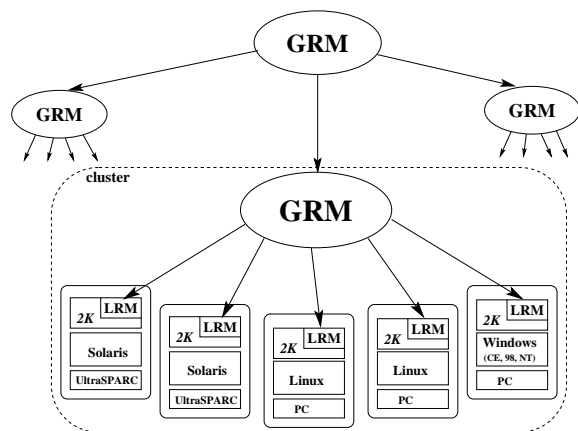 GRM
GRM
GRM
cluster
GRM
2K LRM
Solaris
UltraSPARC
2K LRM
Solaris
UltraSPARC
2K LRM
Linux
PC
2K LRM
Linux
PC
2K LRM
Windows
(CE, 98, NT)
PC